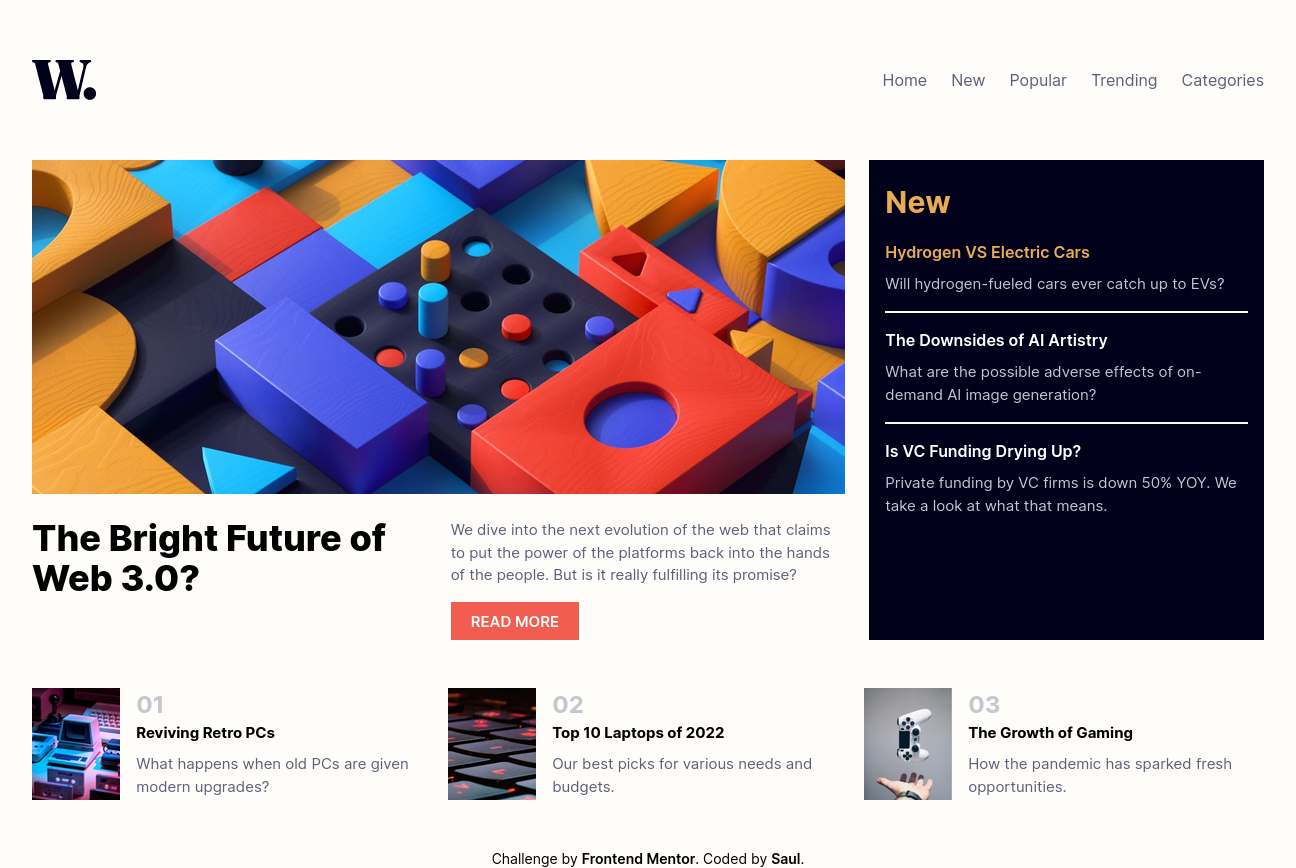 W.
Home New Popular Trending Categories
The Bright Future of
Web 3.0?
We dive into the next evolution of the web that claims
to put the power of the platforms back into the hands
of the people. But is it really fulfilling its promise?
READ MORE
New
Hydrogen VS Electric Cars
Will hydrogen-fueled cars ever catch up to EVs?
The Downsides of AI Artistry
What are the possible adverse effects of on-
demand AI image generation?
Is VC Funding Drying Up?
Private funding by VC firms is down 50% YOY. We
take a look at what that means.
01
Reviving Retro PCs
What happens when old PCs are given
modern upgrades?
02
Top 10 Laptops of 2022
Our best picks for various needs and
budgets.
03
The Growth of Gaming
How the pandemic has sparked fresh
opportunities.
Challenge by Frontend Mentor. Coded by Saul.